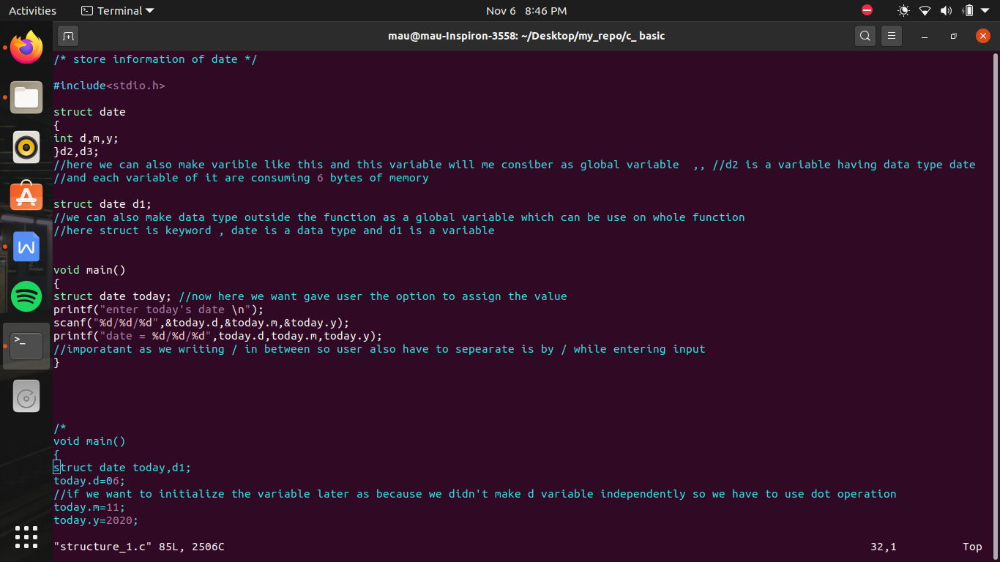 Activities
Terminal
Nov 6 8:46 PM
mau@mau-Inspiron-3558: ~/Desktop/my_repo/c_ basic
/* store information of date */
#include<stdio.h>
struct date
{
int d,m,y;
}d2,d3;
//here we can also make varible like this and this variable will me consiber as global variable  ,, //d2 is a variable having data type date
//and each variable of it are consuming 6 bytes of memory
struct date d1;
//we can also make data type outside the function as a global variable which can be use on whole function
//here struct is keyword , date is a data type and d1 is a variable
void main()
{
struct date today; //now here we want gave user the option to assign the value
printf("enter today's date \n");
scanf("%d/%d/%d",&today.d,&today.m,&today.y);
printf("date = %d/%d/%d",today.d,today.m,today.y);
//imporatant as we writing / in between so user also have to sepearate is by / while entering input
}
/*
void main()
{
struct date today,d1;
today.d=06;
//if we want to initialize the variable later as because we didn't make d variable independently so we have to use dot operation
today.m=11;
today.y=2020;
"structure_1.c" 85L, 2506C
32,1
Top